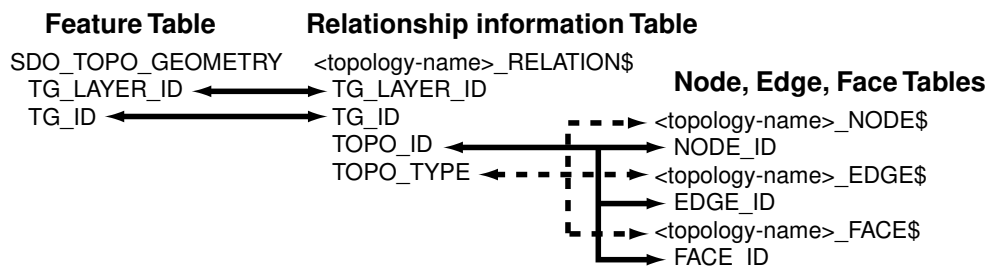 Feature Table
SDO_TOPO_GEOMETRY
TG_LAYER_ID
TG_ID
Relationship information Table
<topology-name>_RELATION$
TG_LAYER_ID
TG_ID
TOPO_ID
TOPO_TYPE
Node, Edge, Face Tables
<topology-name>_NODE$
NODE_ID
<topology-name>_EDGE$
EDGE_ID
<topology-name>_FACE$
FACE_ID